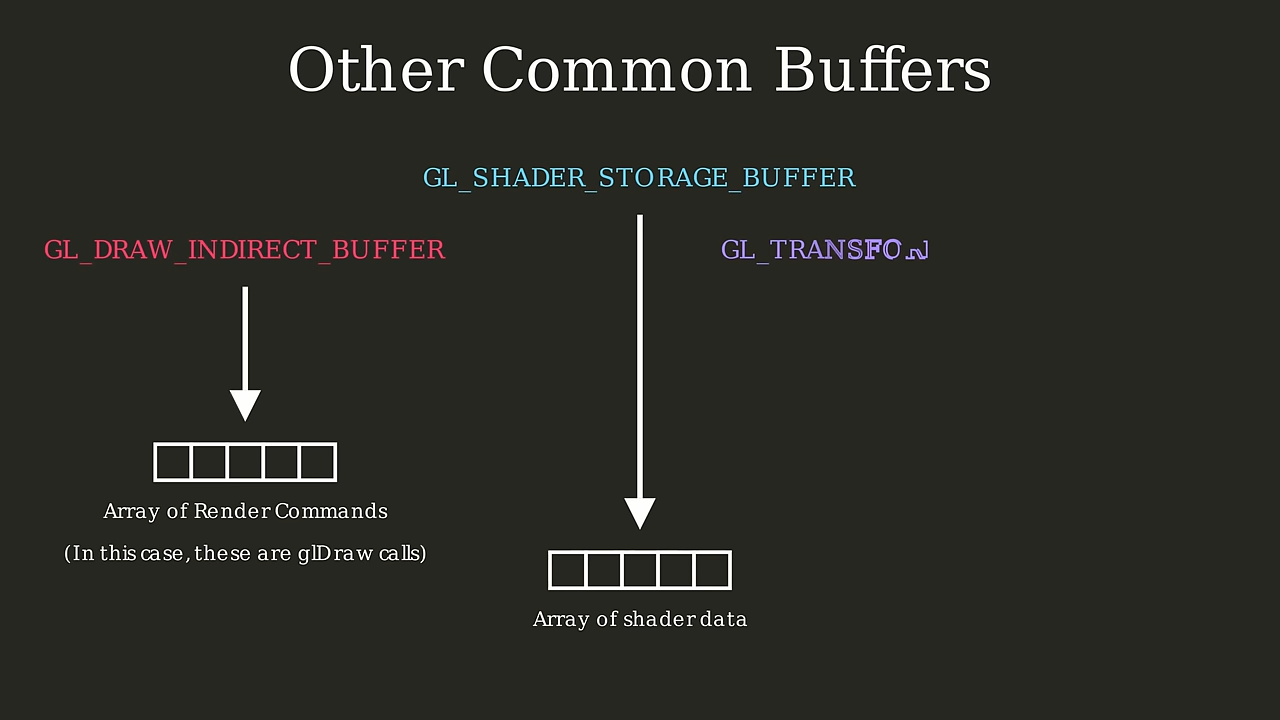 Other Common Buffers
GL_SHADER_STORAGE_BUFFER
GL_DRAW_INDIRECT_BUFFER
Array of Render Commands
(In this case, these are glDraw calls)
Array of shader data